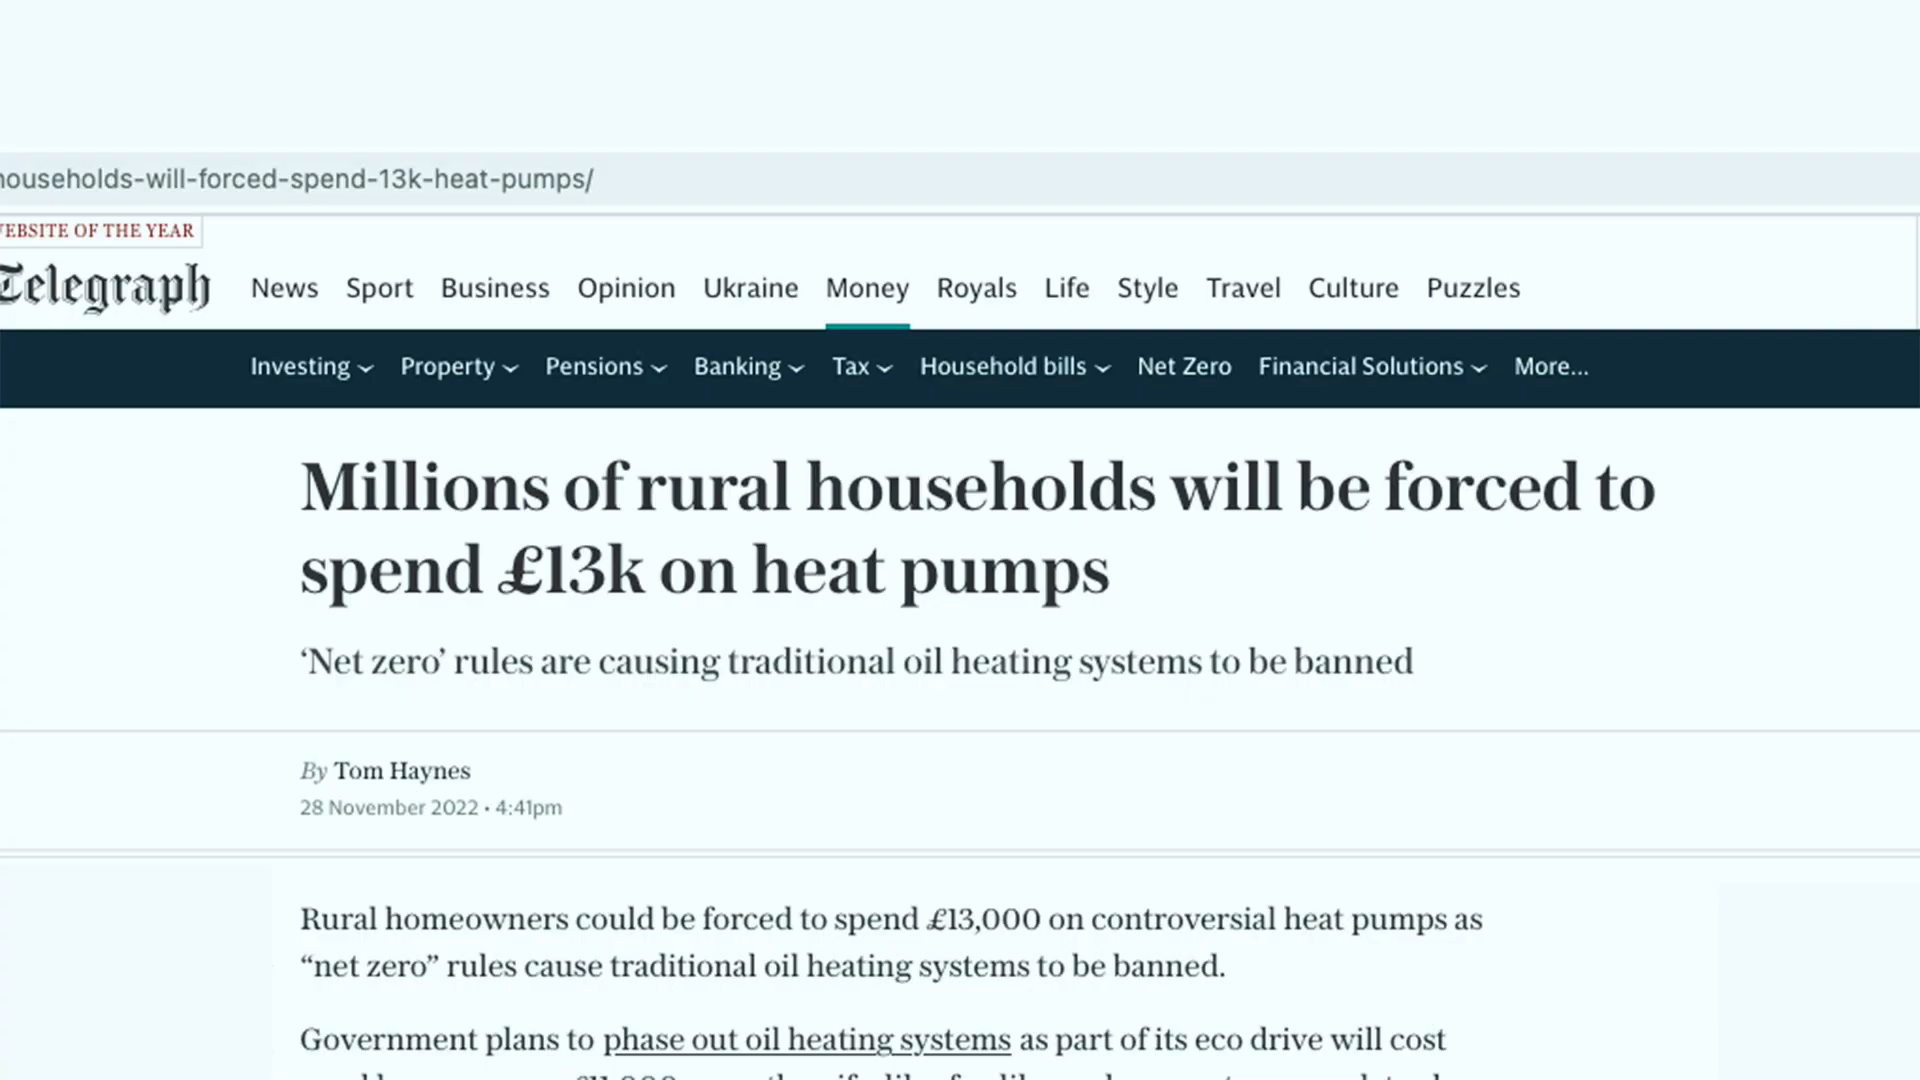 households-will-forced-spend-13k-heat-pumps/
WEBSITE OF THE YEAR
Telegraph
News Sport Business Opinion Ukraine Money Royals Life Style Travel Culture Puzzles
Investing Property Pensions Banking Tax Household bills Net Zero Financial Solutions More...
Millions of rural households will be forced to
spend £13k on heat pumps
‘Net zero’ rules are causing traditional oil heating systems to be banned
By Tom Haynes
28 November 2022 • 4:41pm
Rural homeowners could be forced to spend £13,000 on controversial heat pumps as
“net zero” rules cause traditional oil heating systems to be banned.
Government plans to phase out oil heating systems as part of its eco drive will cost